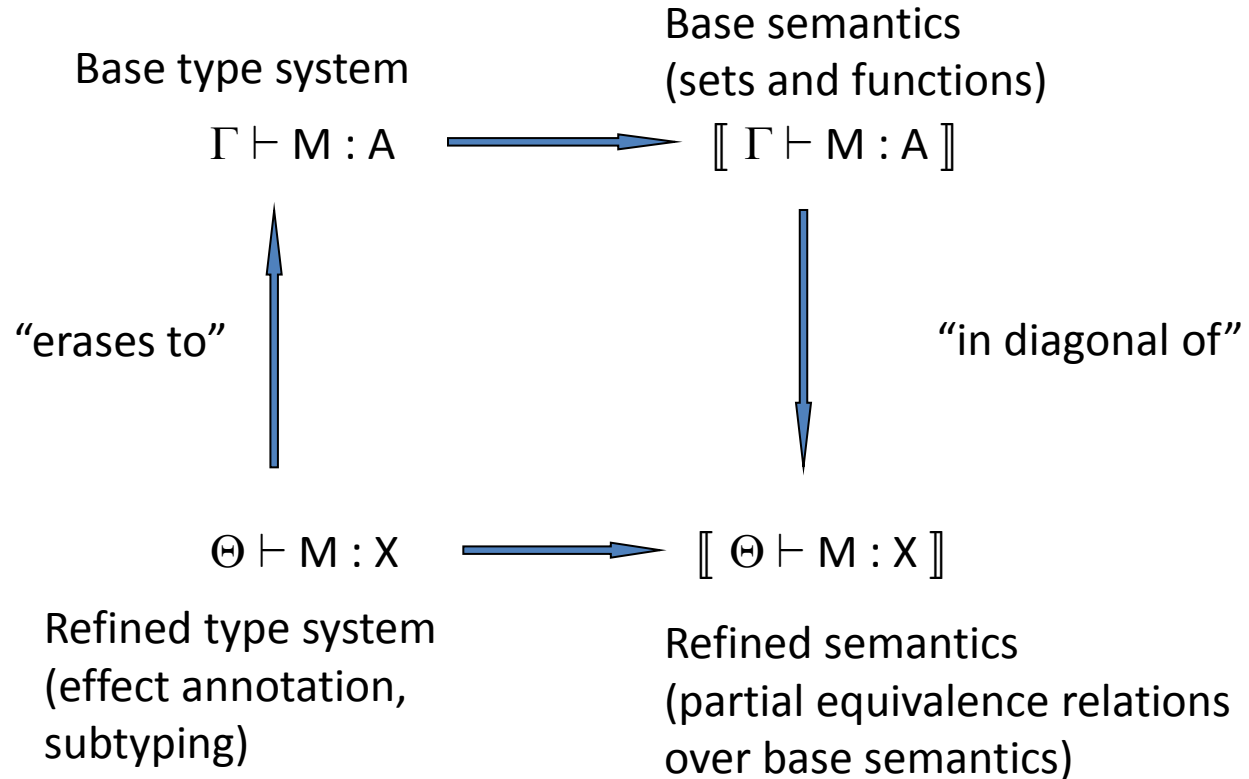 Base type system
Base semantics
(sets and functions)
Γ ⊢ M : A
⟦ Γ ⊢ M : A ⟧
“erases to”
“in diagonal of”
Θ ⊢ M : X
⟦ Θ ⊢ M : X ⟧
Refined type system
(effect annotation,
subtyping)
Refined semantics
(partial equivalence relations
over base semantics)